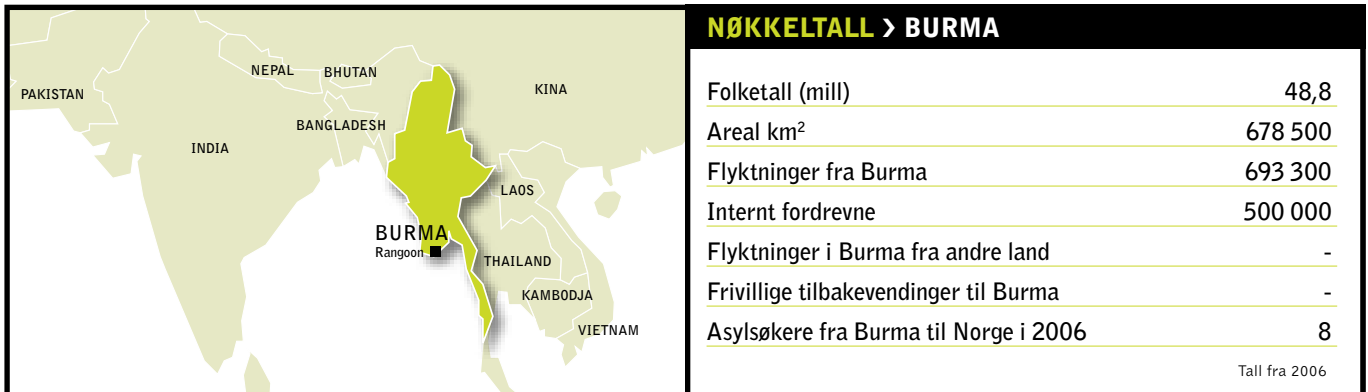 PAKISTAN
NEPAL
BHUTAN
KINA
BANGLADESH
INDIA
LAOS
BURMA
Rangoon
THAILAND
KAMBODJA
VIETNAM
NØKKELTALL › BURMA
Folketall (mill) 48,8
Areal km² 678 500
Flyktninger fra Burma 693 300
Internt fordrevne 500 000
Flyktninger i Burma fra andre land -
Frivillige tilbakevendinger til Burma -
Asylsøkere fra Burma til Norge i 2006 8
Tall fra 2006